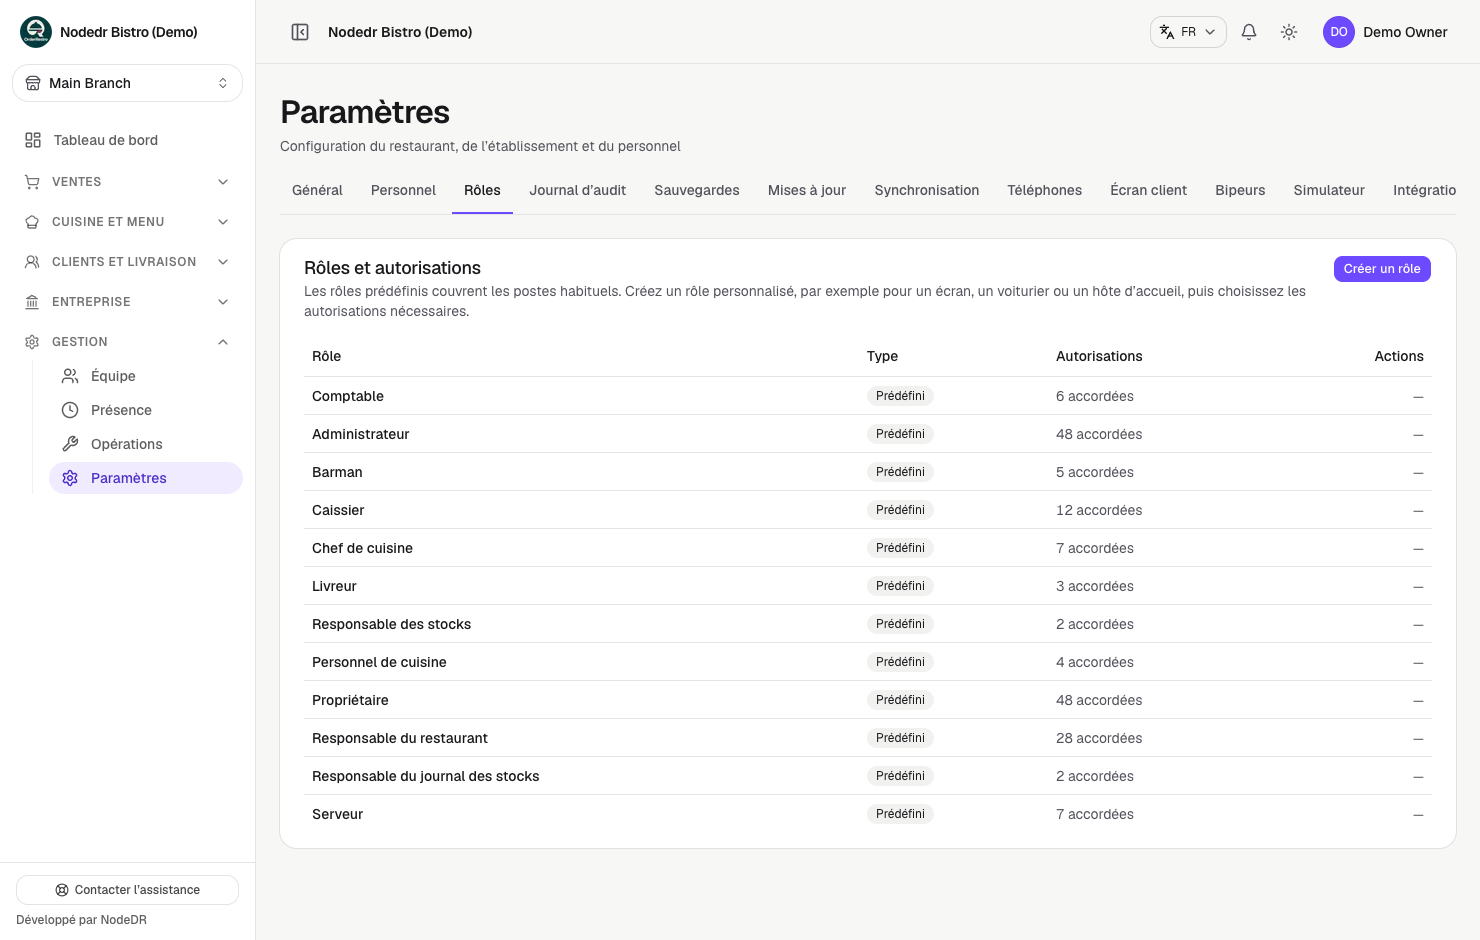 Nodedr Bistro (Demo)
Main Branch
Tableau de bord
VENTES
CUISINE ET MENU
CLIENTS ET LIVRAISON
ENTREPRISE
GESTION
Équipe
Présence
Opérations
Paramètres
Contacter l'assistance
Développé par NodeDR
Nodedr Bistro (Demo)
FR
DO
Demo Owner
Paramètres
Configuration du restaurant, de l'établissement et du personnel
Général Personnel Rôles Journal d'audit Sauvegardes Mises à jour Synchronisation Téléphones Écran client Bipeurs Simulateur Intégratio
Rôles et autorisations
Créer un rôle
Les rôles prédéfinis couvrent les postes habituels. Créez un rôle personnalisé, par exemple pour un écran, un voiturier ou un hôte d'accueil, puis choisissez les
autorisations nécessaires.
Rôle Type Autorisations Actions
Comptable Prédéfini 6 accordées —
Administrateur Prédéfini 48 accordées —
Barman Prédéfini 5 accordées —
Caissier Prédéfini 12 accordées —
Chef de cuisine Prédéfini 7 accordées —
Livreur Prédéfini 3 accordées —
Responsable des stocks Prédéfini 2 accordées —
Personnel de cuisine Prédéfini 4 accordées —
Propriétaire Prédéfini 48 accordées —
Responsable du restaurant Prédéfini 28 accordées —
Responsable du journal des stocks Prédéfini 2 accordées —
Serveur Prédéfini 7 accordées —